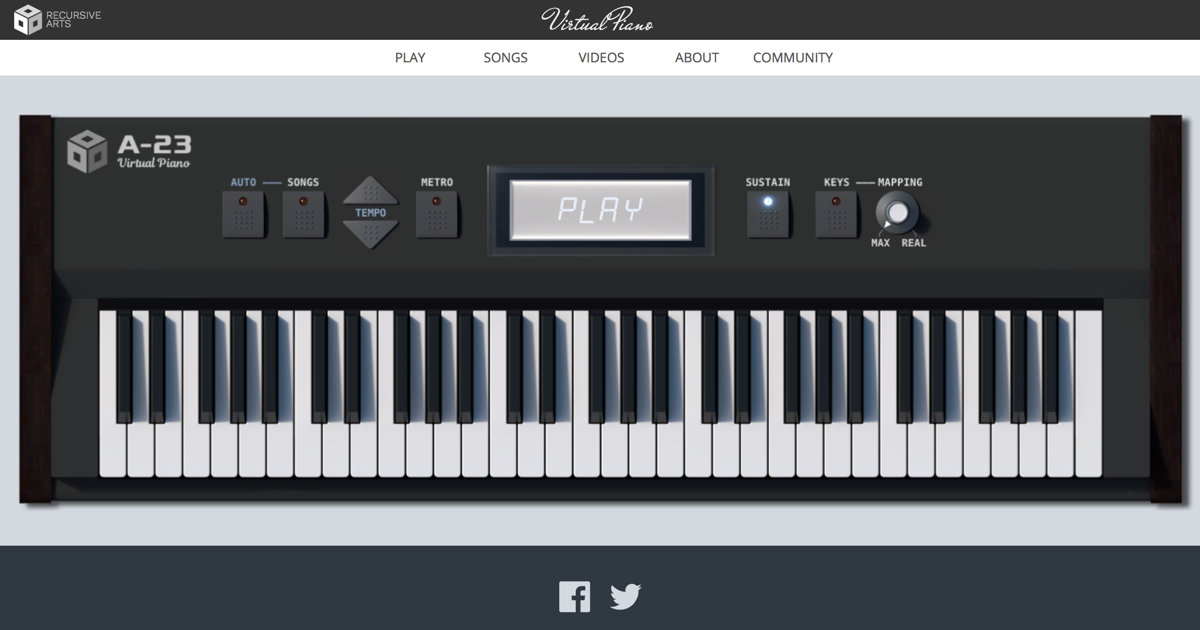 RECURSIVE
ARTS
Virtual Piano
PLAY SONGS VIDEOS ABOUT COMMUNITY
A-23
Virtual Piano
AUTO SONGS
TEMPO
METRO
PLAY
SUSTAIN
KEYS MAPPING
MAX REAL